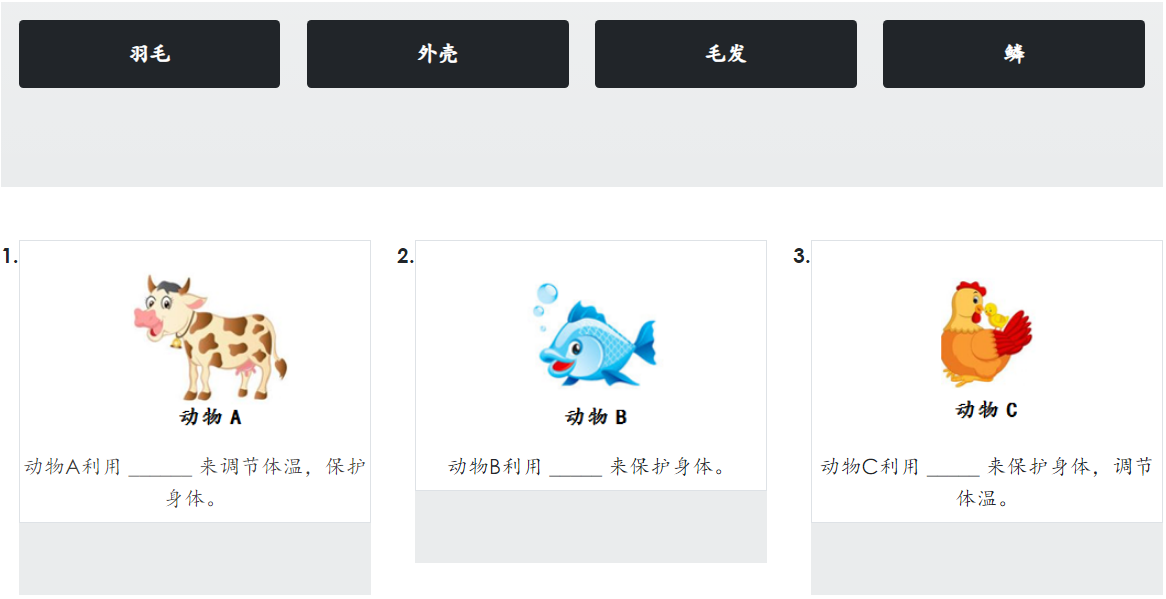 羽毛
外壳
毛发
鳞
1.
动物 A
动物A利用 ______ 来调节体温，保护
身体。
2.
动物 B
动物B利用 _____ 来保护身体。
3.
动物 C
动物C利用 _____ 来保护身体，调节
体温。